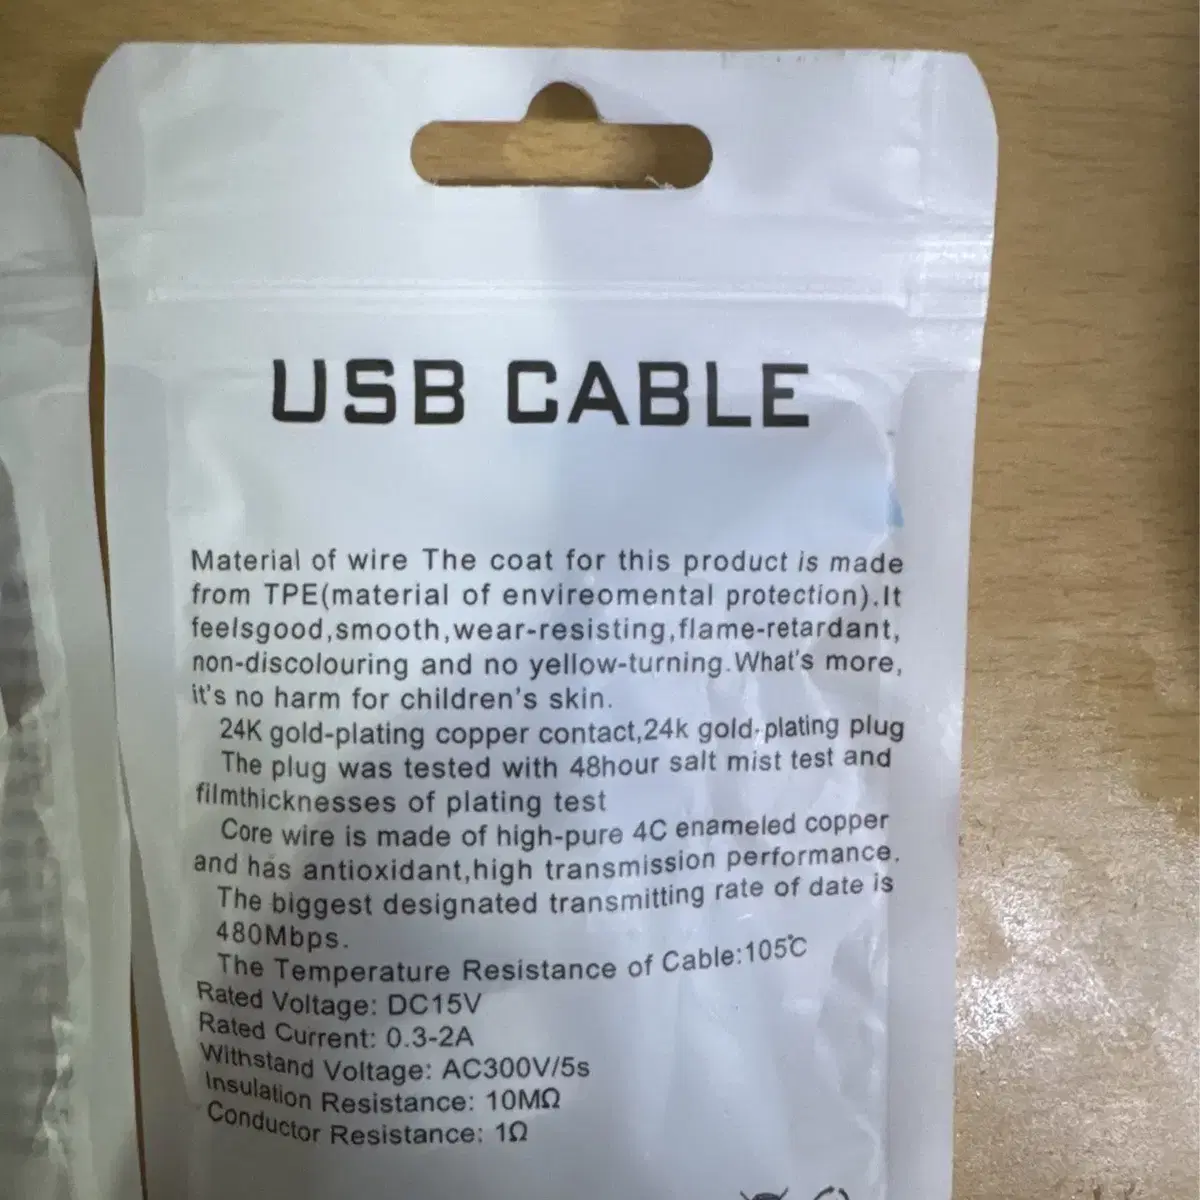 USB CABLE
Material of wire The coat for this product is made
from TPE(material of envireomental protection).It
feelsgood,smooth,wear-resisting,flame-retardant,
non-discolouring and no yellow-turning.What's more,
it's no harm for children's skin.
24K gold-plating copper contact,24k gold-plating plug
The plug was tested with 48hour salt mist test and
filmthicknesses of plating test
Core wire is made of high-pure 4C enameled copper
and has antioxidant,high transmission performance.
The biggest designated transmitting rate of date is
480Mbps.
The Temperature Resistance of Cable:105℃
Rated Voltage: DC15V
Rated Current: 0.3-2A
Withstand Voltage: AC300V/5s
Insulation Resistance: 10MΩ
Conductor Resistance: 1Ω